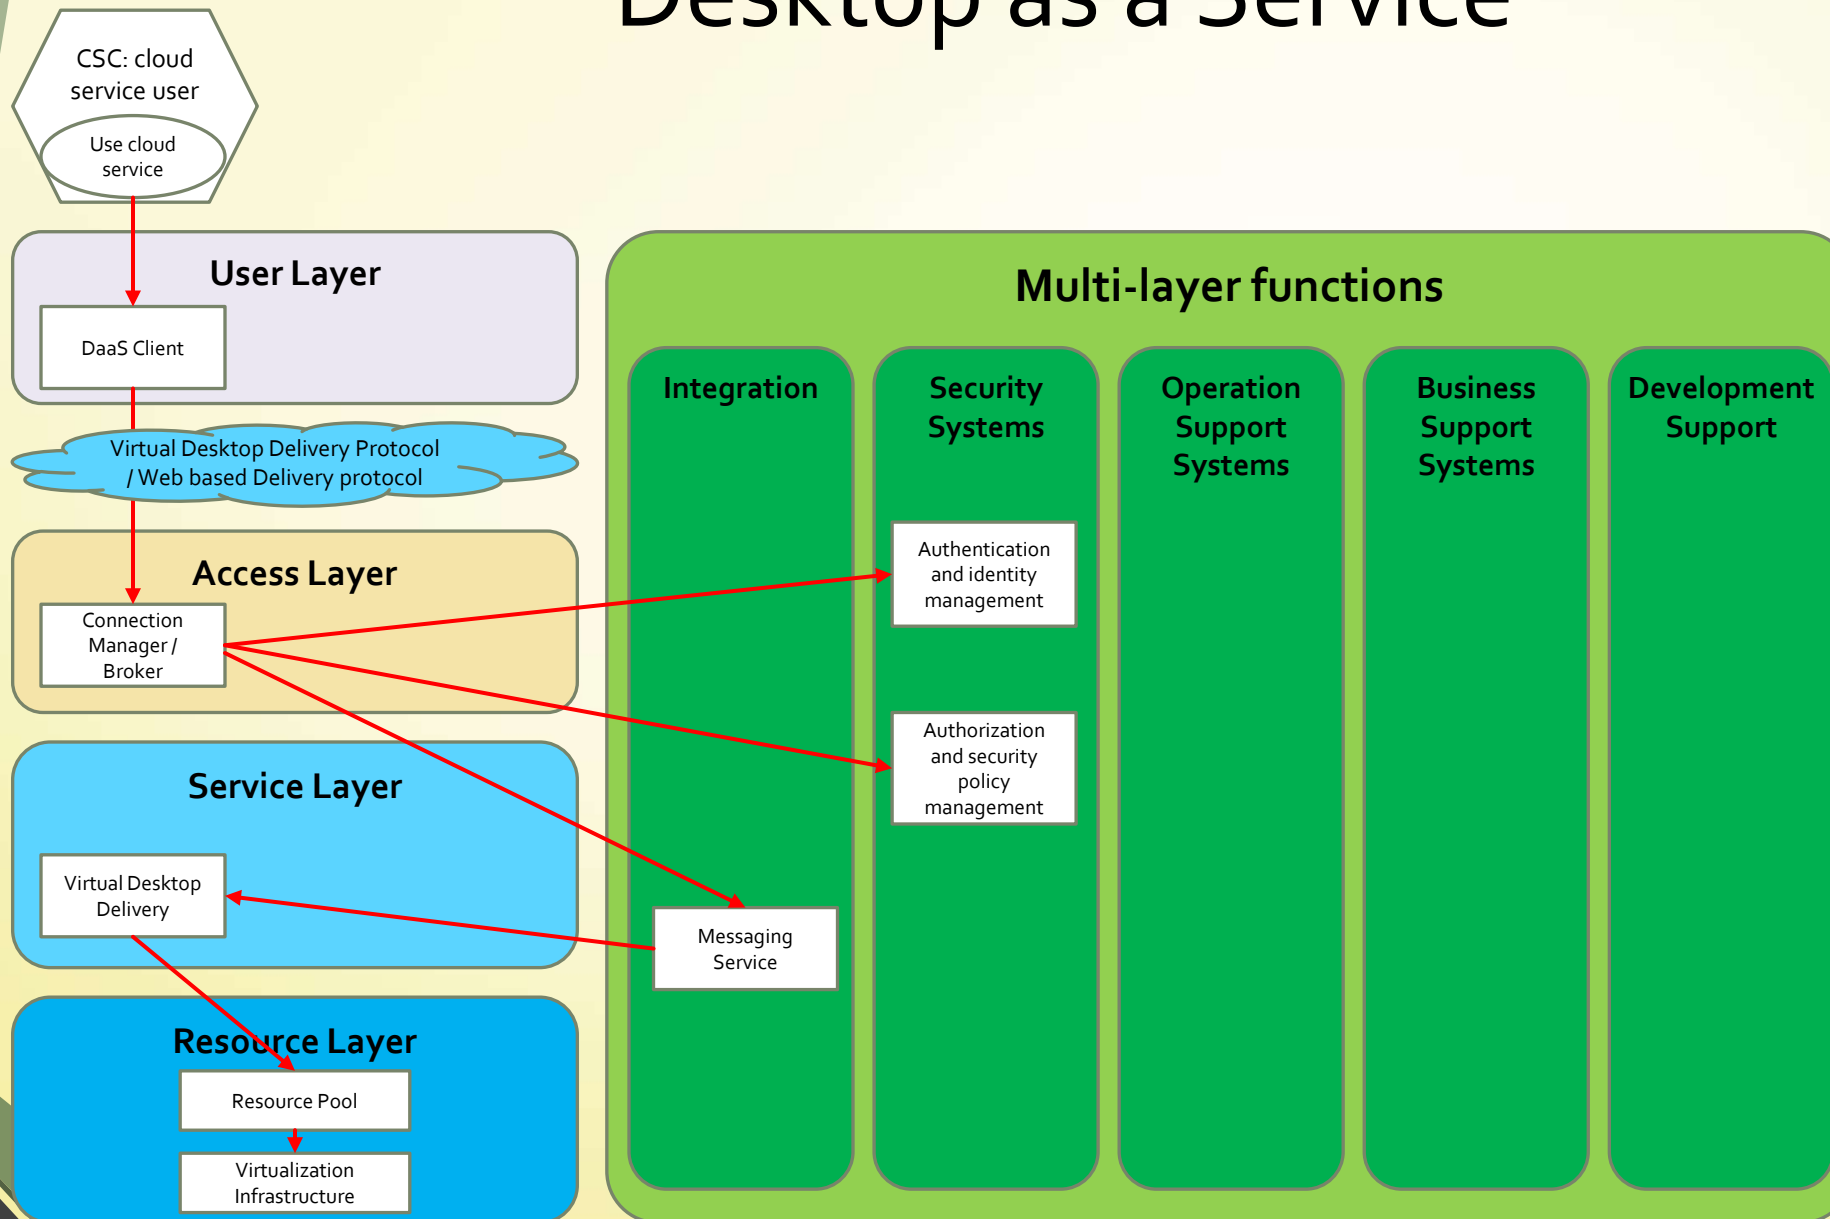 Desktop as a Service
CSC: cloud
service user
Use cloud
service
User Layer
DaaS Client
Virtual Desktop Delivery Protocol
/ Web based Delivery protocol
Access Layer
Connection
Manager /
Broker
Service Layer
Virtual Desktop
Delivery
Resource Layer
Resource Pool
Virtualization
Infrastructure
Multi-layer functions
Integration
Messaging
Service
Security
Systems
Authentication
and identity
management
Authorization
and security
policy
management
Operation
Support
Systems
Business
Support
Systems
Development
Support